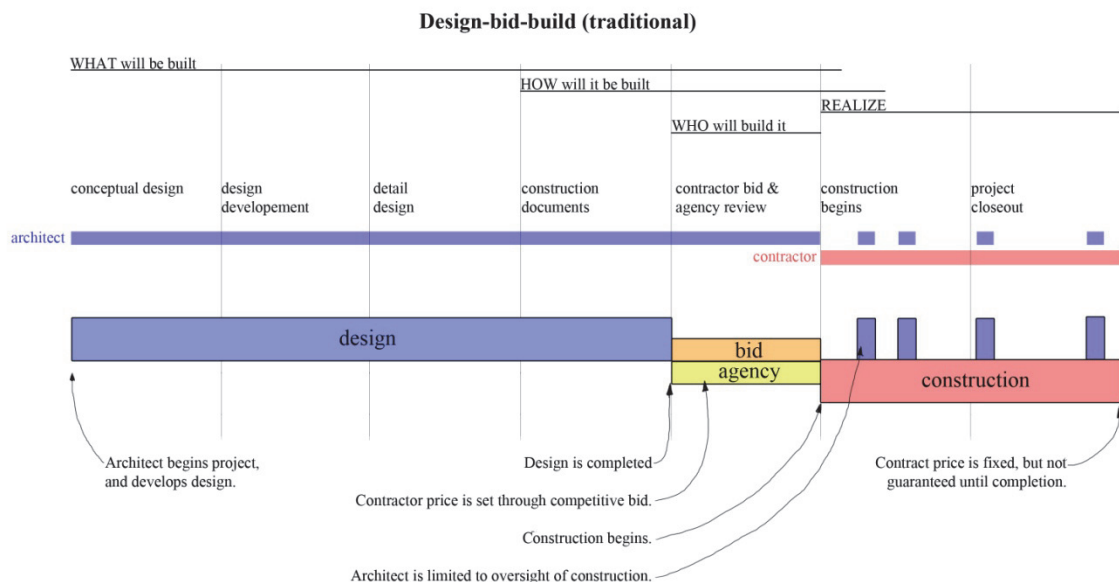 Design-bid-build (traditional)
WHAT will be built
HOW will it be built
REALIZE
WHO will build it
conceptual design
design
developement
detail
design
construction
documents
contractor bid &
agency review
construction
begins
project
closeout
architect
contractor
design
bid
agency
construction
Architect begins project,
and develops design.
Design is completed
Contract price is fixed, but not
guaranteed until completion.
Contractor price is set through competitive bid.
Construction begins.
Architect is limited to oversight of construction.